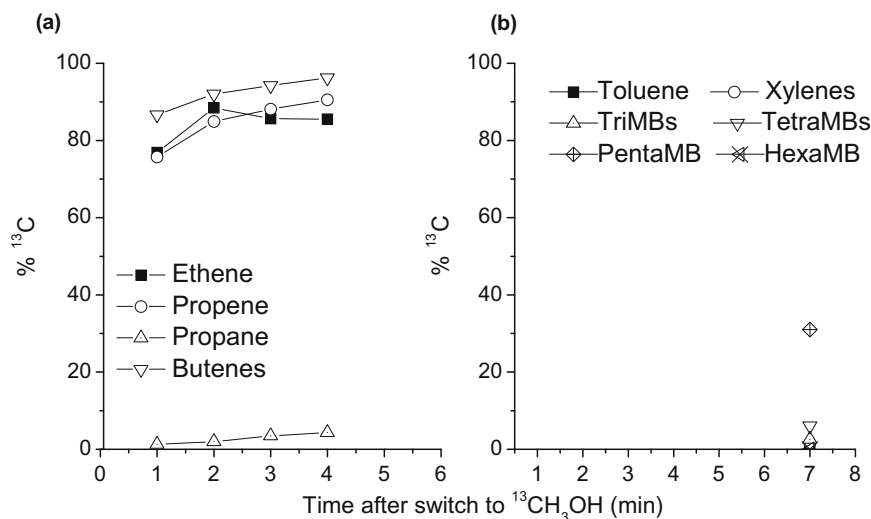 (a)
(b)
100
80
60
40
20
0
% ¹³C
Ethene
Propene
Propane
Butenes
0 1 2 3 4 5 6
100
80
60
40
20
0
% ¹³C
Toluene Xylenes
TriMBs TetraMBs
PentaMB HexaMB
1 2 3 4 5 6 7 8
Time after switch to ¹³CH₃OH (min)